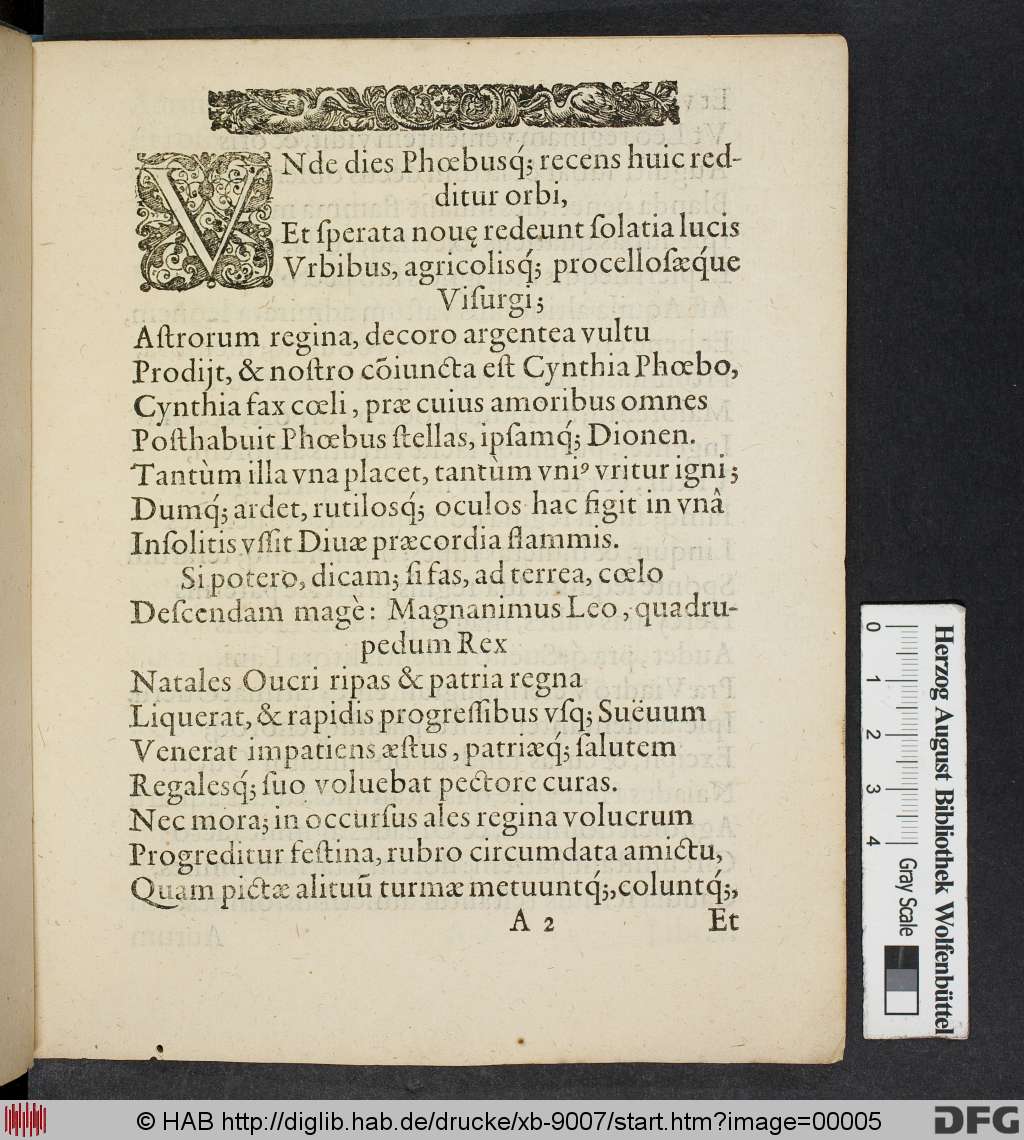 VNde dies Phœbusq́; recens huic red-
ditur orbi,
Et ſperata nouę redeunt ſolatia lucis
Vrbibus, agricolisq́; procelloſæq́ue
Viſurgi;
Aſtrorum regina, decoro argentea vultu
Prodijt, & noſtro cõiuncta eſt Cynthia Phœbo,
Cynthia fax cœli, præ cuius amoribus omnes
Poſthabuit Phœbus ſtellas, ipſamq́; Dionen.
Tantùm illa vna placet, tantùm vniꝰ vritur igni;
Dumq́; ardet, rutilosq́; oculos hac figit in vnâ
Inſolitis vſſit Diuæ præcordia flammis.
Si potero, dicam; ſi fas, ad terrea, cœlo
Deſcendam magè: Magnanimus Leo, quadru-
pedum Rex
Natales Oucri ripas & patria regna
Liquerat, & rapidis progreſſibus vſq; Suëuum
Venerat impatiens æſtus, patriæq́; ſalutem
Regalesq́; ſuo voluebat pectore curas.
Nec mora; in occurſus ales regina volucrum
Progreditur feſtina, rubro circumdata amictu,
Quam pictæ alituũ turmæ metuuntq́;, coluntq́;,
A 2 Et
0 1 2 3 4
Gray Scale
Herzog August Bibliothek Wolfenbüttel
© HAB http://diglib.hab.de/drucke/xb-9007/start.htm?image=00005
DFG